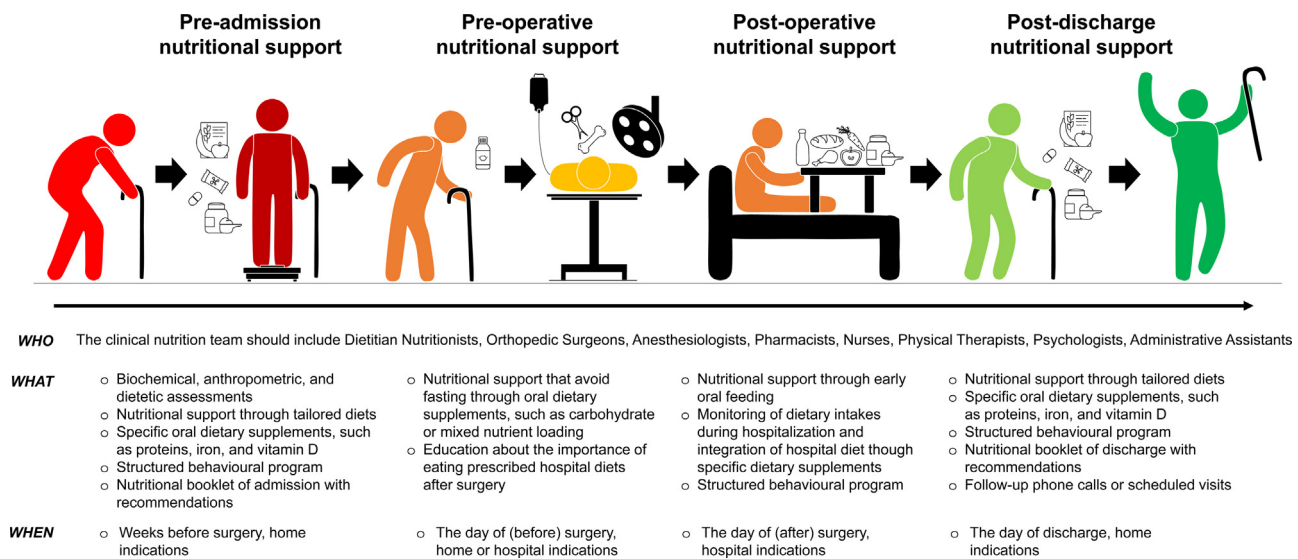 Pre-admission
nutritional support
Pre-operative
nutritional support
Post-operative
nutritional support
Post-discharge
nutritional support
WHO The clinical nutrition team should include Dietitian Nutritionists, Orthopedic Surgeons, Anesthesiologists, Pharmacists, Nurses, Physical Therapists, Psychologists, Administrative Assistants
WHAT
o Biochemical, anthropometric, and
dietetic assessments
o Nutritional support through tailored diets
o Specific oral dietary supplements, such
as proteins, iron, and vitamin D
o Structured behavioural program
o Nutritional booklet of admission with
recommendations
o Nutritional support that avoid
fasting through oral dietary
supplements, such as carbohydrate
or mixed nutrient loading
o Education about the importance of
eating prescribed hospital diets
after surgery
o Nutritional support through early
oral feeding
o Monitoring of dietary intakes
during hospitalization and
integration of hospital diet though
specific dietary supplements
o Structured behavioural program
o Nutritional support through tailored diets
o Specific oral dietary supplements, such
as proteins, iron, and vitamin D
o Structured behavioural program
o Nutritional booklet of discharge with
recommendations
o Follow-up phone calls or scheduled visits
WHEN
o Weeks before surgery, home
indications
o The day of (before) surgery,
home or hospital indications
o The day of (after) surgery,
hospital indications
o The day of discharge, home
indications